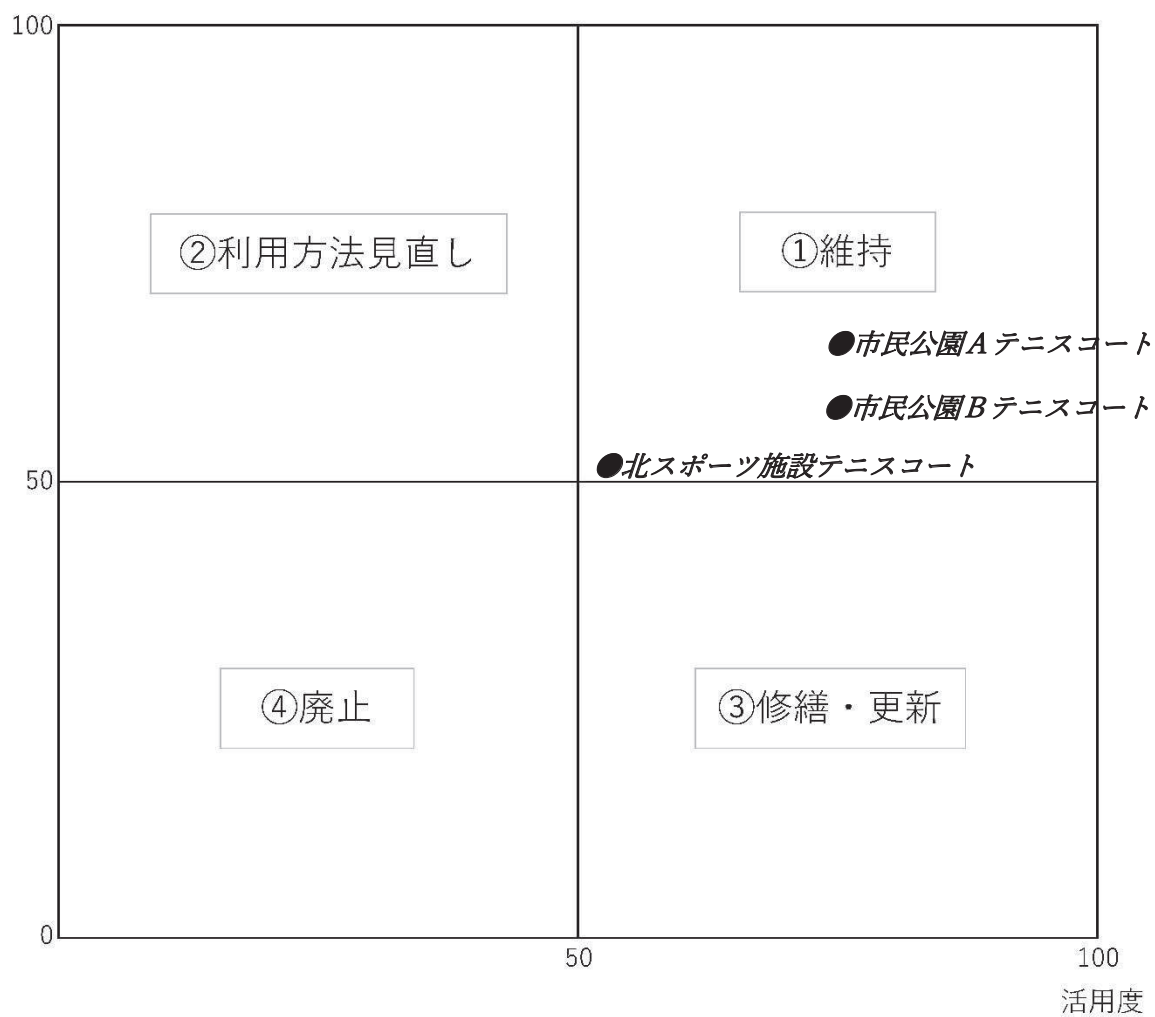 100
②利用方法見直し
①維持
●市民公園Aテニスコート
●市民公園Bテニスコート
●北スポーツ施設テニスコート
50
④廃止
③修繕・更新
0
50
100
活用度